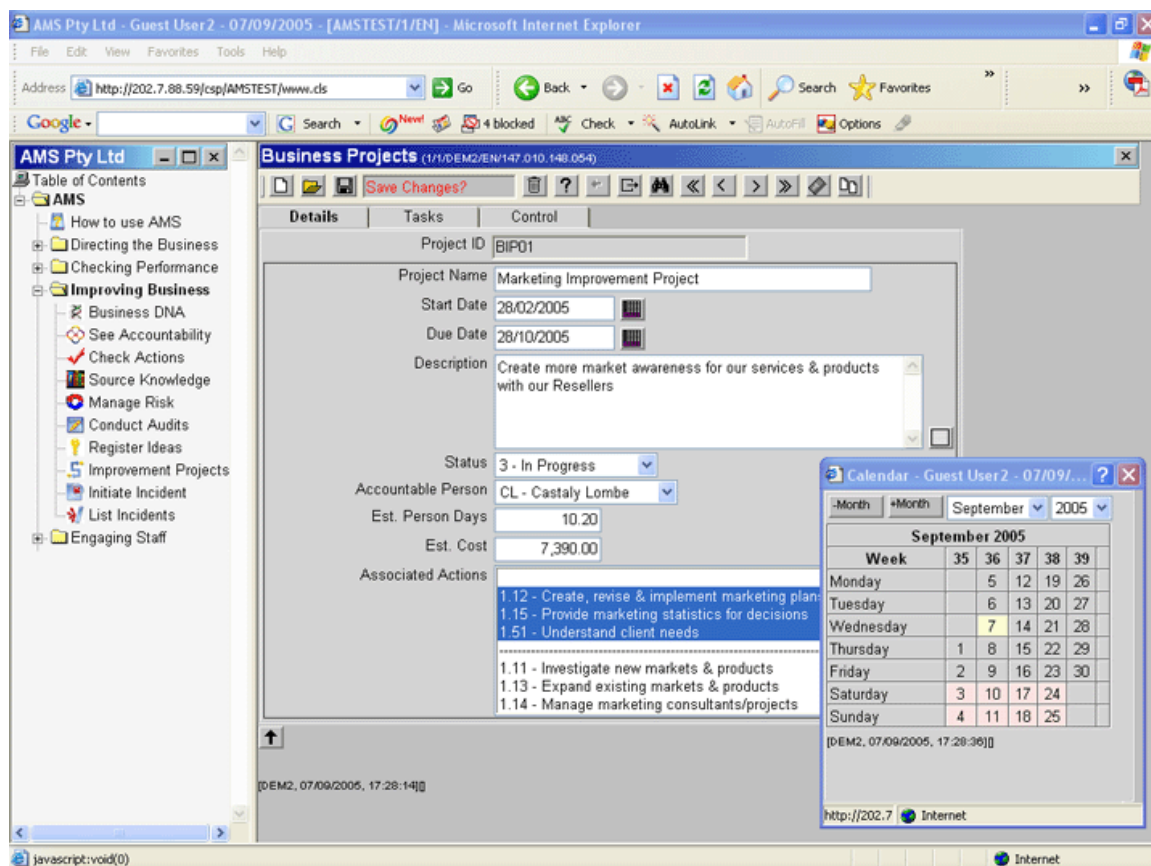 AMS Pty Ltd - Guest User2 - 07/09/2005 - [AMSTEST/1/EN] - Microsoft Internet Explorer
File Edit View Favorites Tools Help
Address http://202.7.88.59/csp/AMSTEST/www.cls Go Back Search Favorites
Google Search New! 4 blocked Check AutoLink AutoFill Options
AMS Pty Ltd
Table of Contents
AMS
How to use AMS
Directing the Business
Checking Performance
Improving Business
Business DNA
See Accountability
Check Actions
Source Knowledge
Manage Risk
Conduct Audits
Register Ideas
Improvement Projects
Initiate Incident
List Incidents
Engaging Staff
Business Projects (1/1/DEM2/EN/147.010.148.054)
Save Changes?
Details Tasks Control
Project ID BIP01
Project Name Marketing Improvement Project
Start Date 28/02/2005
Due Date 28/10/2005
Description Create more market awareness for our services & products
with our Resellers
Status 3 - In Progress
Accountable Person CL - Castaly Lombe
Est. Person Days 10.20
Est. Cost 7,390.00
Associated Actions
1.12 - Create, revise & implement marketing plans
1.15 - Provide marketing statistics for decisions
1.51 - Understand client needs
1.11 - Investigate new markets & products
1.13 - Expand existing markets & products
1.14 - Manage marketing consultants/projects
[DEM2, 07/09/2005, 17:28:14][]
Calendar - Guest User2 - 07/09/...
-Month +Month September 2005
September 2005
Week 35 36 37 38 39
Monday 5 12 19 26
Tuesday 6 13 20 27
Wednesday 7 14 21 28
Thursday 1 8 15 22 29
Friday 2 9 16 23 30
Saturday 3 10 17 24
Sunday 4 11 18 25
[DEM2, 07/09/2005, 17:28:36][]
http://202.7 Internet
javascript:void(0) Internet